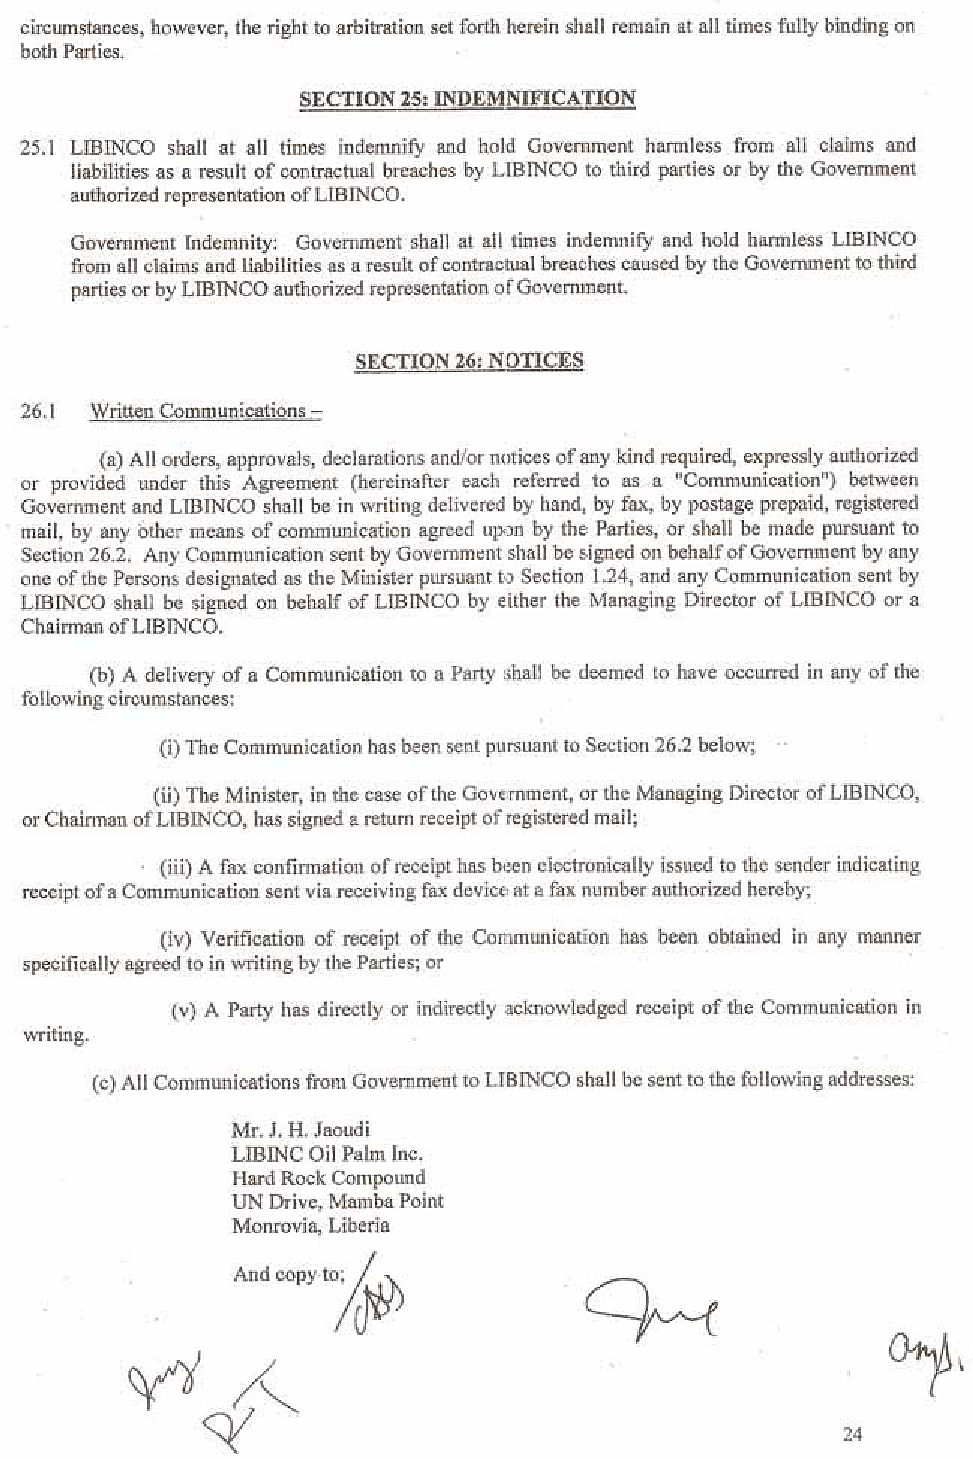 circumstances, however, the right to arbitration set forth herein shall remain at all times fully binding on
both Parties.
SECTION 25: INDEMNIFICATION
25.1 LIBINCO shall at all times indemnify and hold Government harmless from all claims and
liabilities as a result of contractual breaches by LIBINCO to third parties or by the Government
authorized representation of LIBINCO.
Government Indemnity: Government shall at all times indemnify and hold harmless LIBINCO
from all claims and liabilities as a result of contractual breaches caused by the Government to third
parties or by LIBINCO authorized representation of Government.
SECTION 26: NOTICES
26.1 Written Communications –
(a) All orders, approvals, declarations and/or notices of any kind required, expressly authorized
or provided under this Agreement (hereinafter each referred to as a "Communication") between
Government and LIBINCO shall be in writing delivered by hand, by fax, by postage prepaid, registered
mail, by any other means of communication agreed upon by the Parties, or shall be made pursuant to
Section 26.2. Any Communication sent by Government shall be signed on behalf of Government by any
one of the Persons designated as the Minister pursuant to Section 1.24, and any Communication sent by
LIBINCO shall be signed on behalf of LIBINCO by either the Managing Director of LIBINCO or a
Chairman of LIBINCO.
(b) A delivery of a Communication to a Party shall be deemed to have occurred in any of the
following circumstances:
(i) The Communication has been sent pursuant to Section 26.2 below;
(ii) The Minister, in the case of the Government, or the Managing Director of LIBINCO,
or Chairman of LIBINCO, has signed a return receipt of registered mail;
(iii) A fax confirmation of receipt has been electronically issued to the sender indicating
receipt of a Communication sent via receiving fax device at a fax number authorized hereby;
(iv) Verification of receipt of the Communication has been obtained in any manner
specifically agreed to in writing by the Parties; or
(v) A Party has directly or indirectly acknowledged receipt of the Communication in
writing.
(c) All Communications from Government to LIBINCO shall be sent to the following addresses:
Mr. J. H. Jaoudi
LIBINC Oil Palm Inc.
Hard Rock Compound
UN Drive, Mamba Point
Monrovia, Liberia
And copy to;
R-T
24